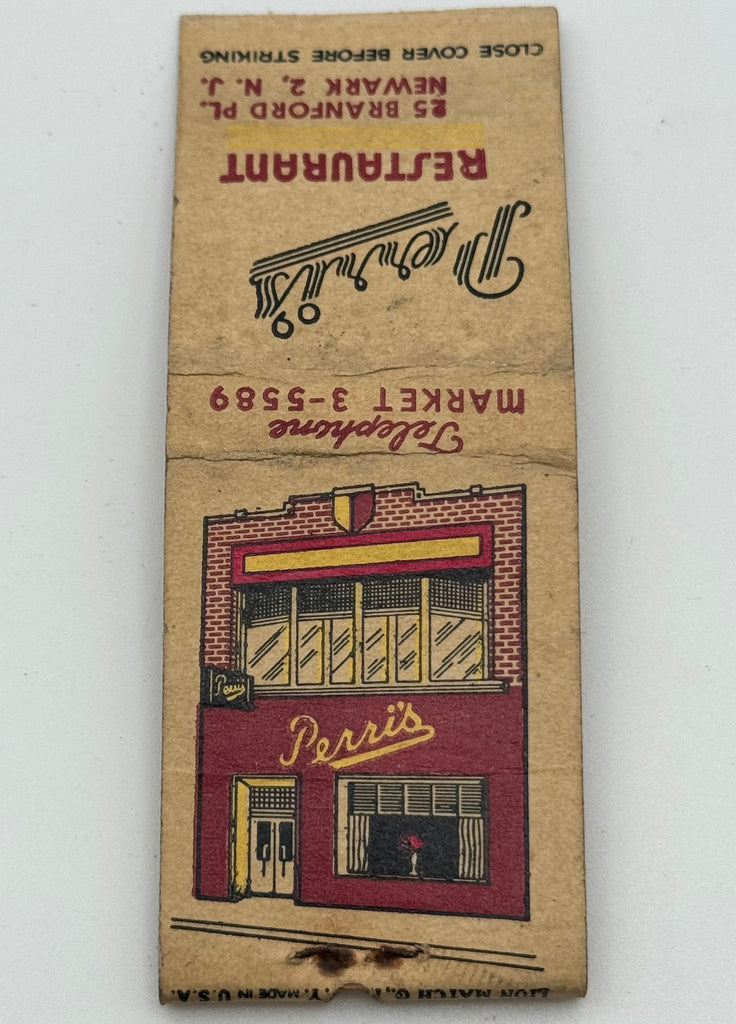 CLOSE COVER BEFORE STRIKING
25 BRANFORD PL.
NEWARK 2, N. J.
RESTAURANT
Perri's
Telephone
MARKET 3-5589
Perri's
Perri's
LION MATCH Y. MADE IN U.S.A.